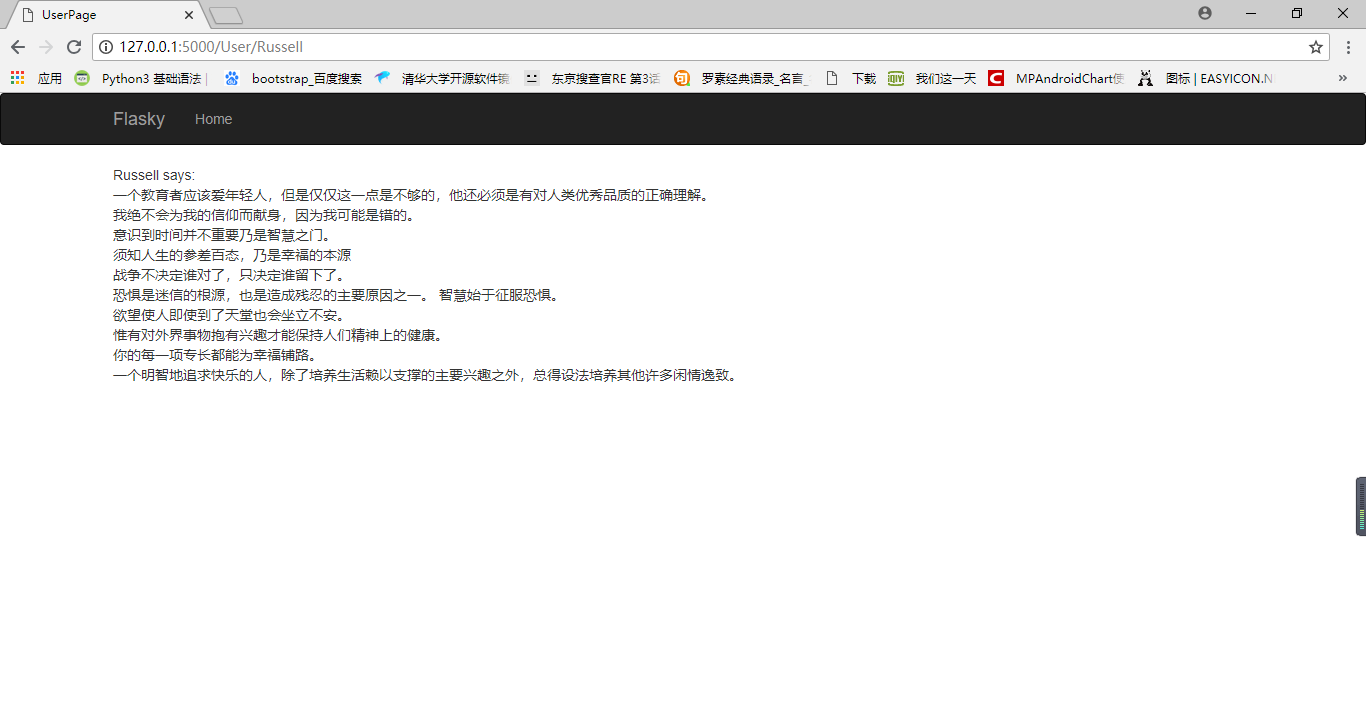 UserPage
127.0.0.1:5000/User/Russell
应用 Python3 基础语法 | bootstrap_百度搜索 清华大学开源软件镜 东京搜查官RE 第3话 罗素经典语录_名言_ 下载 我们这一天 MPAndroidChart使 图标 | EASYICON.N
Flasky Home
Russell says:
一个教育者应该爱年轻人，但是仅仅这一点是不够的，他还必须是有对人类优秀品质的正确理解。
我绝不会为我的信仰而献身，因为我可能是错的。
意识到时间并不重要乃是智慧之门。
须知人生的参差百态，乃是幸福的本源
战争不决定谁对了，只决定谁留下了。
恐惧是迷信的根源，也是造成残忍的主要原因之一。 智慧始于征服恐惧。
欲望使人即使到了天堂也会坐立不安。
惟有对外界事物抱有兴趣才能保持人们精神上的健康。
你的每一项专长都能为幸福铺路。
一个明智地追求快乐的人，除了培养生活赖以支撑的主要兴趣之外，总得设法培养其他许多闲情逸致。